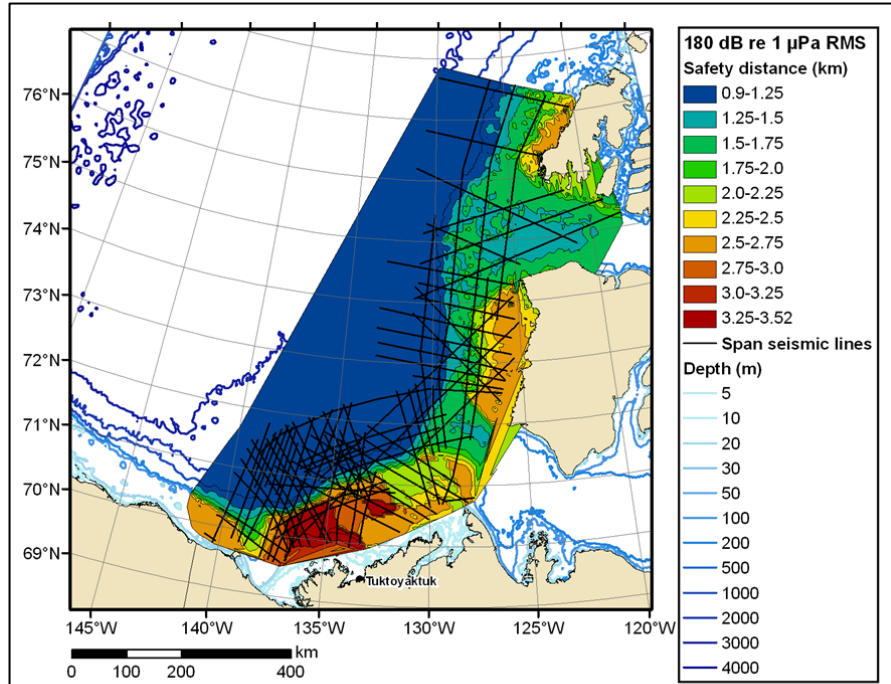 180 dB re 1 µPa RMS
Safety distance (km)
0.9-1.25
1.25-1.5
1.5-1.75
1.75-2.0
2.0-2.25
2.25-2.5
2.5-2.75
2.75-3.0
3.0-3.25
3.25-3.52
Span seismic lines
Depth (m)
5
10
20
30
50
100
200
500
1000
2000
3000
4000
76°N
75°N
74°N
73°N
72°N
71°N
70°N
69°N
Tuktoyaktuk
145°W 140°W 135°W 130°W 125°W 120°W
km
0 100 200 400